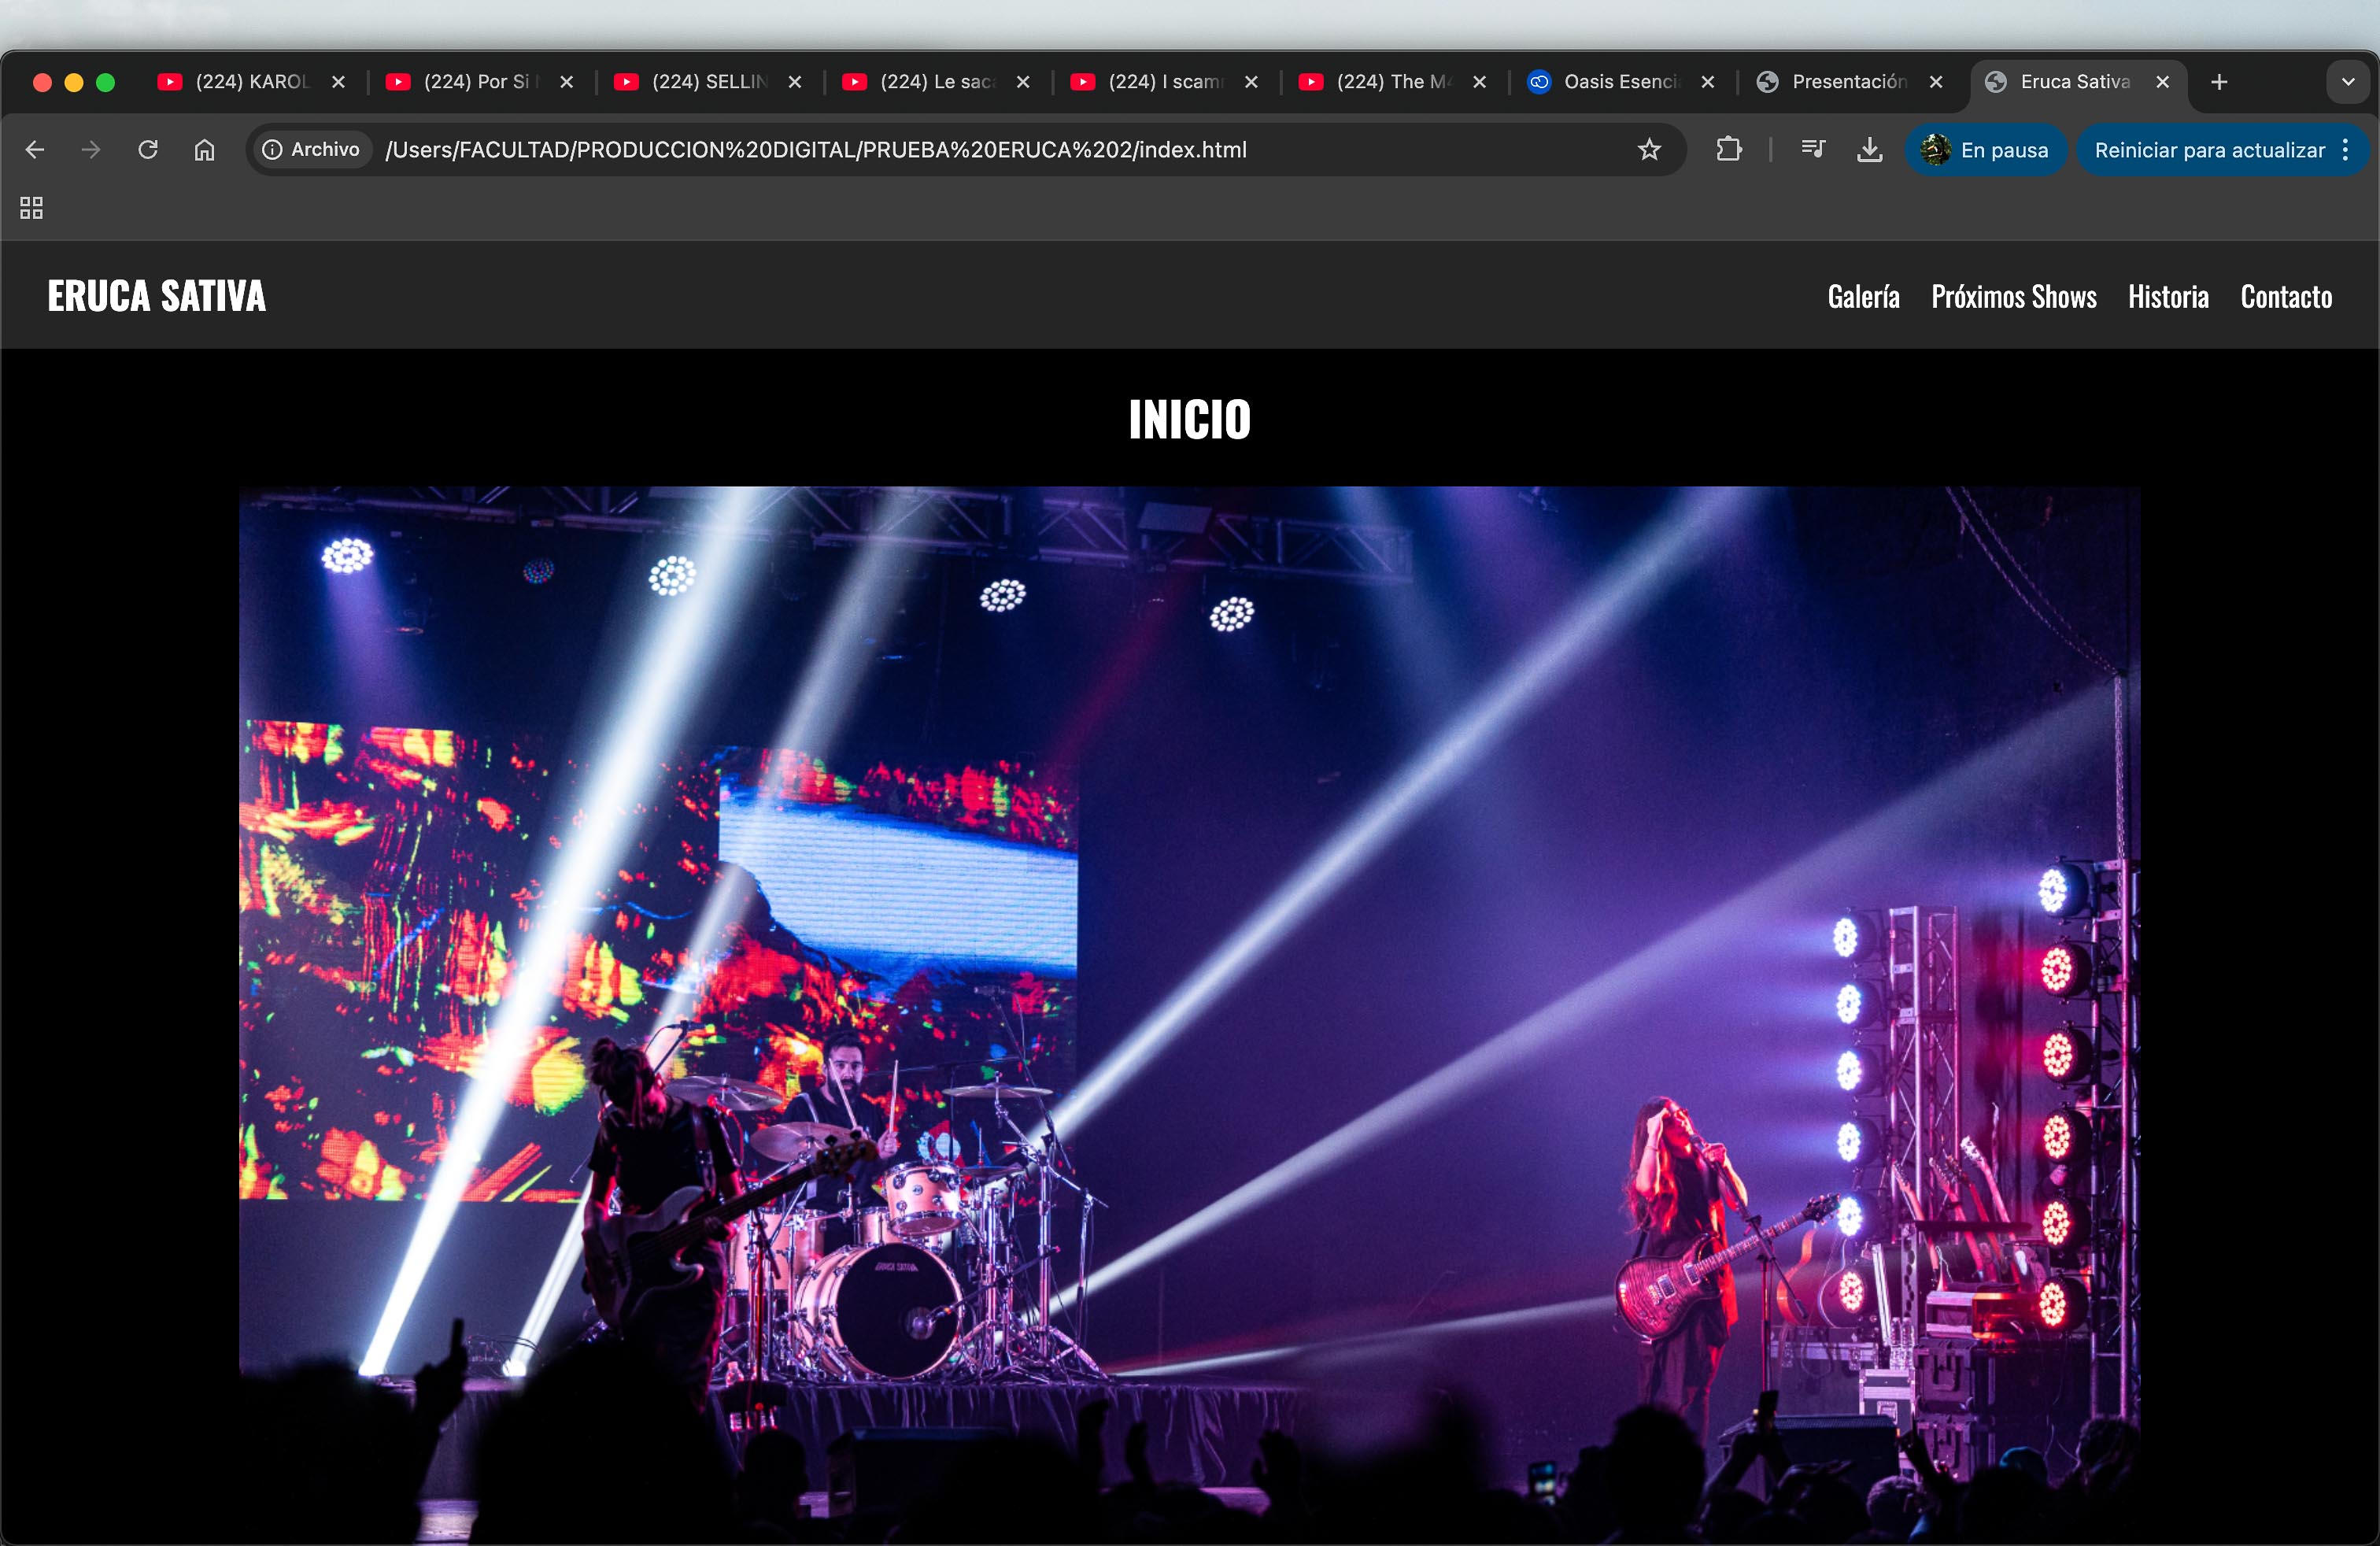 (224) KAROL
(224) Por Si
(224) SELLIN
(224) Le sac
(224) I scam
(224) The M
Oasis Esenci
Presentación
Eruca Sativa
Archivo
/Users/FACULTAD/PRODUCCION%20DIGITAL/PRUEBA%20ERUCA%202/index.html
En pausa
Reiniciar para actualizar
ERUCA SATIVA
Galería
Próximos Shows
Historia
Contacto
INICIO
ERUCA SATIVA